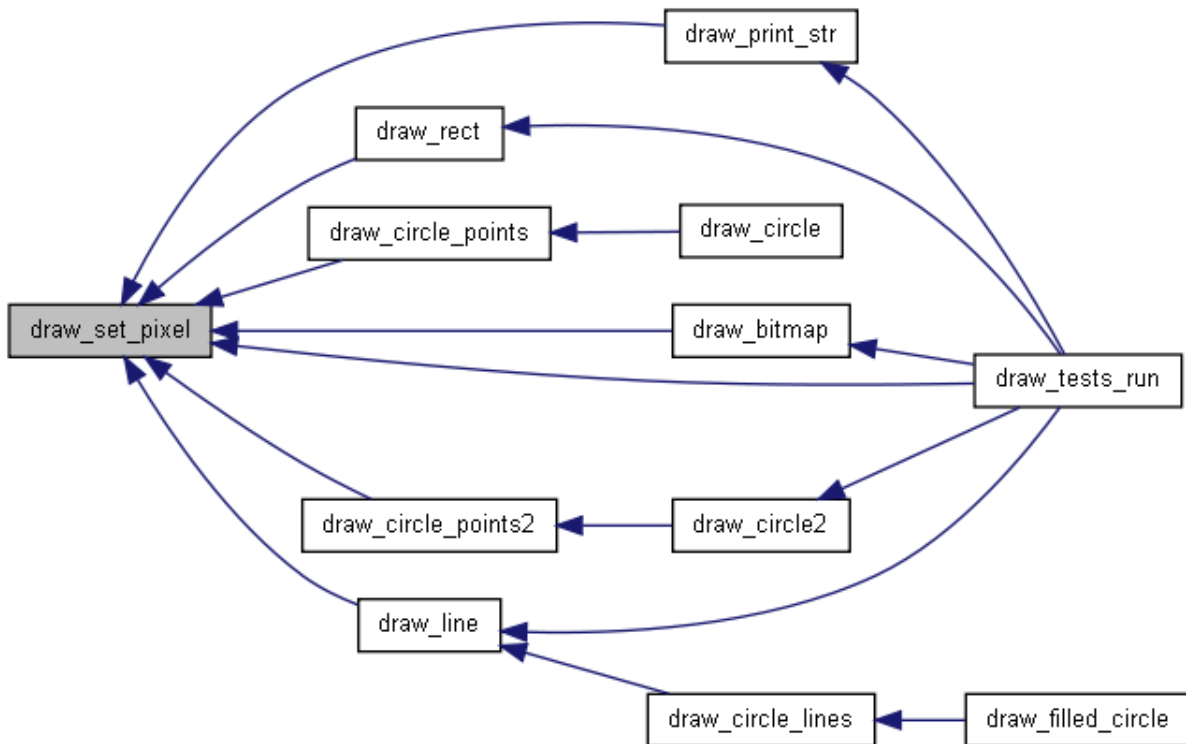 draw_print_str
draw_rect
draw_circle_points
draw_circle
draw_set_pixel
draw_bitmap
draw_tests_run
draw_circle_points2
draw_circle2
draw_line
draw_circle_lines
draw_filled_circle